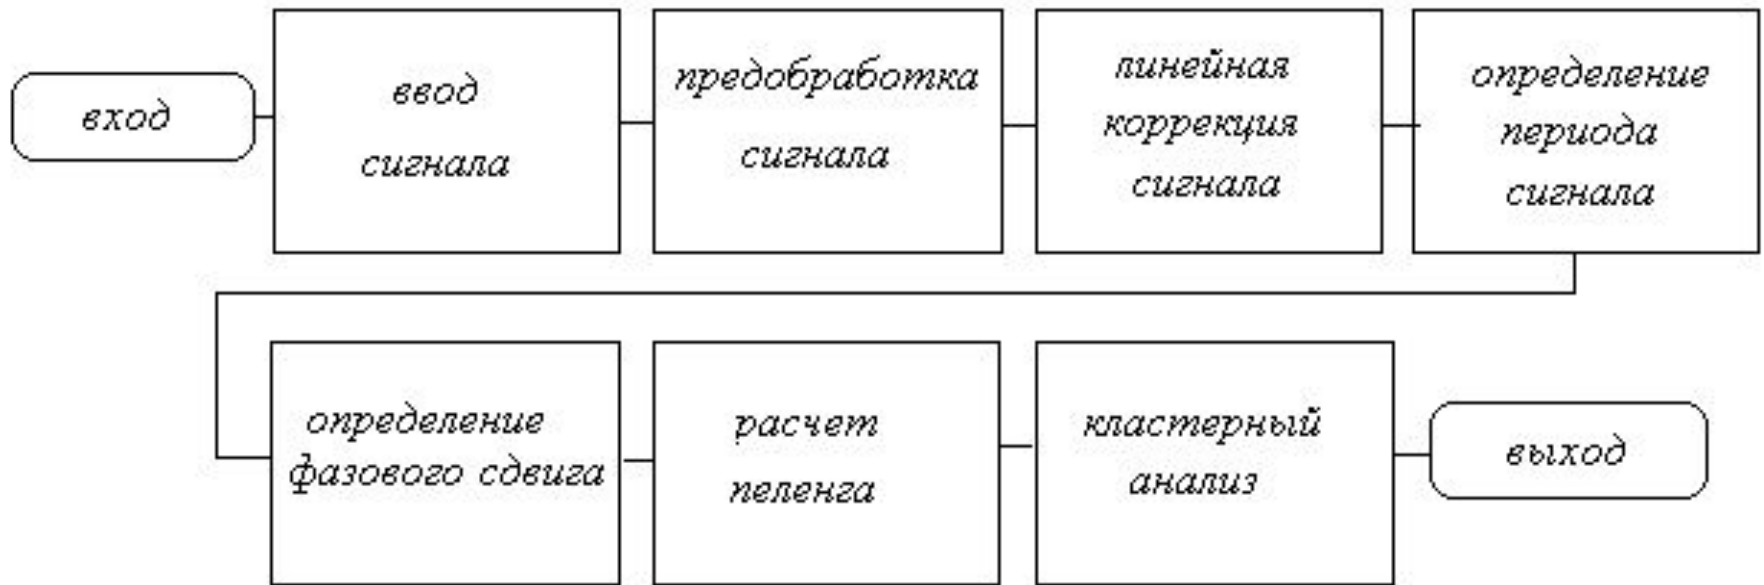 вход
ввод
сигнала
предобработка
сигнала
линейная
коррекция
сигнала
определение
периода
сигнала
определение
фазового сдвига
расчет
пеленга
кластерный
анализ
выход